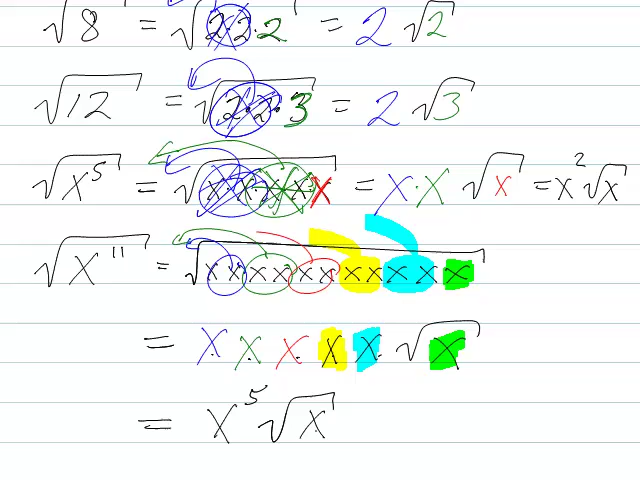 √8 = √2·2·2 = 2 √2
√12 = √2·2·3 = 2 √3
√x⁵ = √x·x·x·x·x = x·x √x = x² √x
√x¹¹ = √x x x x x x x x x x x
= x · x · x · x · x · √x
= x⁵ √x